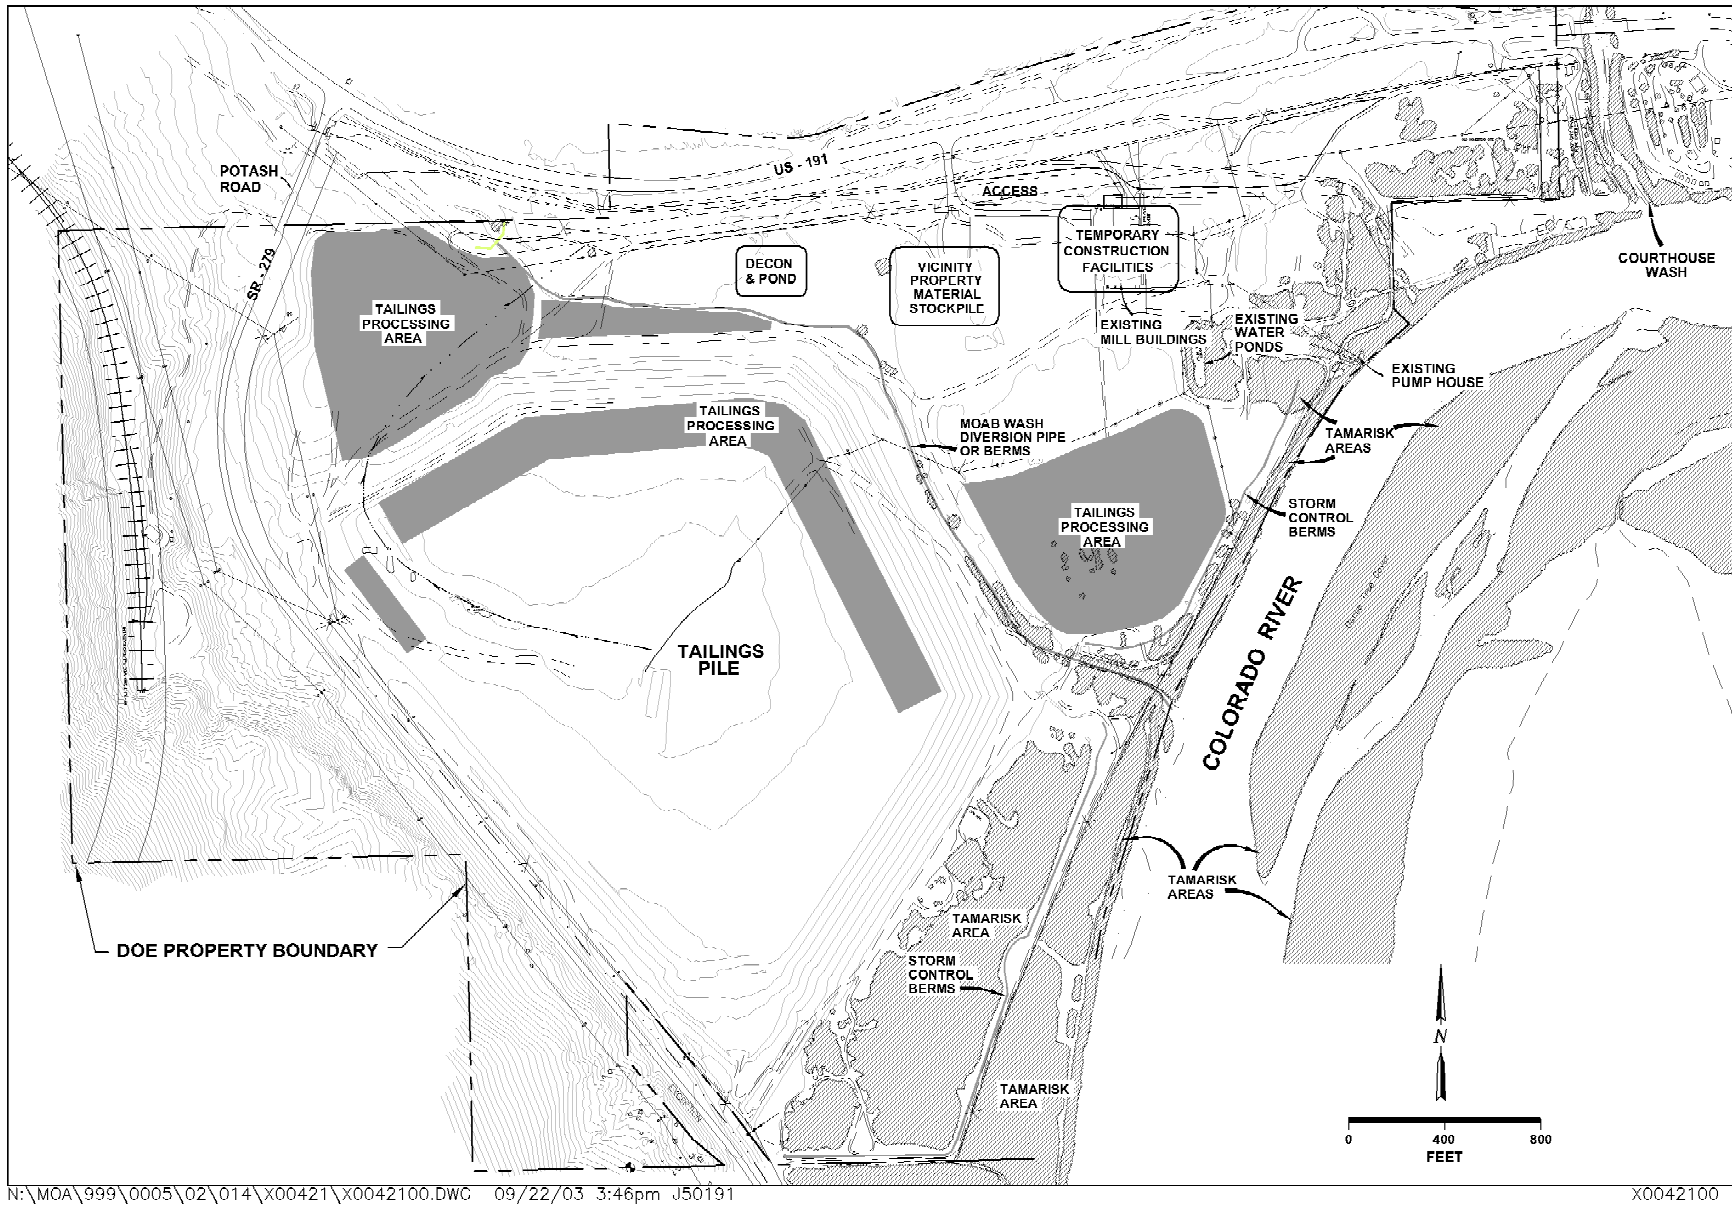 US - 191
POTASH
ROAD
ACCESS
SR. 279
TEMPORARY
CONSTRUCTION
FACILITIES
DECON
& POND
VICINITY
PROPERTY
MATERIAL
STOCKPILE
COURTHOUSE
WASH
TAILINGS
PROCESSING
AREA
EXISTING
MILL BUILDINGS
EXISTING
WATER
PONDS
EXISTING
PUMP HOUSE
TAILINGS
PROCESSING
AREA
MOAB WASH
DIVERSION PIPE
OR BERMS
TAMARISK
AREAS
TAILINGS
PROCESSING
AREA
STORM
CONTROL
BERMS
COLORADO RIVER
TAILINGS
PILE
TAMARISK
AREAS
TAMARISK
AREA
DOE PROPERTY BOUNDARY
STORM
CONTROL
BERMS
TAMARISK
AREA
N
0 400 800
FEET
N:\MOA\999\0005\02\014\X00421\X0042100.DWG 09/22/03 3:46pm J50191
X0042100